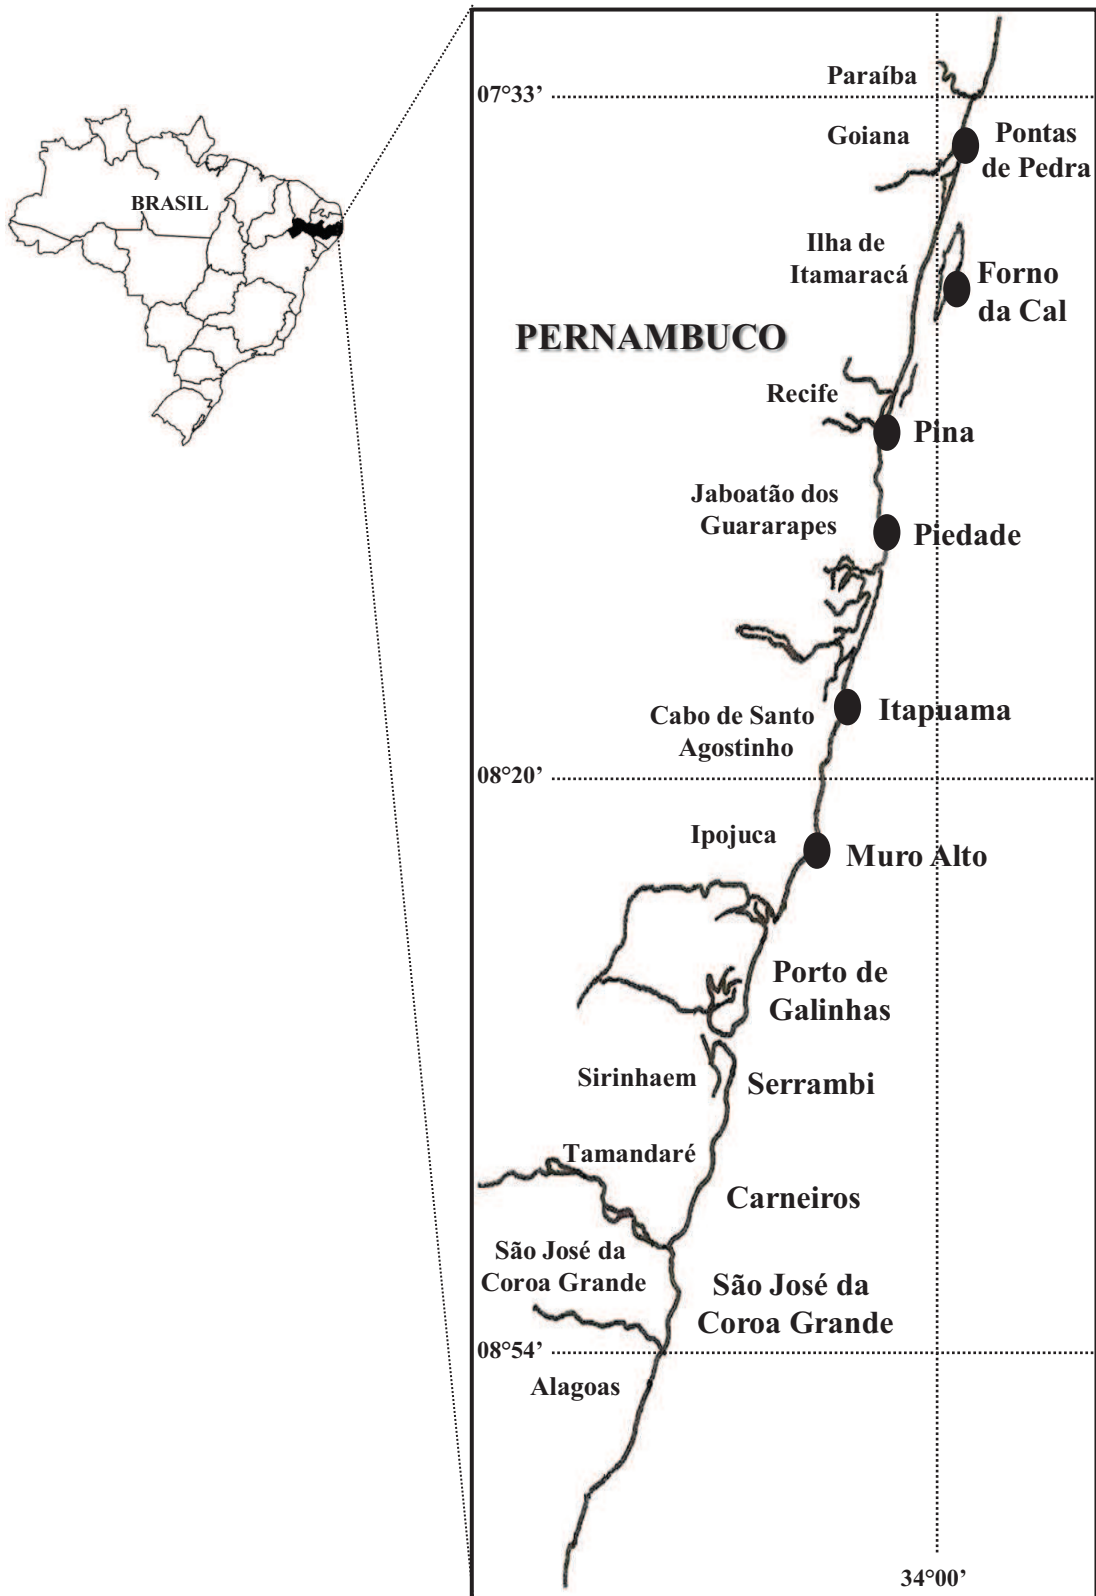 Paraíba
07°33’
Goiana
Pontas
de Pedra
BRASIL
Ilha de
Itamaracá
Forno
da Cal
PERNAMBUCO
Recife
Pina
Jaboatão dos
Guararapes
Piedade
Cabo de Santo
Agostinho
Itapuama
08°20’
Ipojuca
Muro Alto
Porto de
Galinhas
Sirinhaem
Serrambi
Tamandaré
Carneiros
São José da
Coroa Grande
São José da
Coroa Grande
08°54’
Alagoas
34°00’